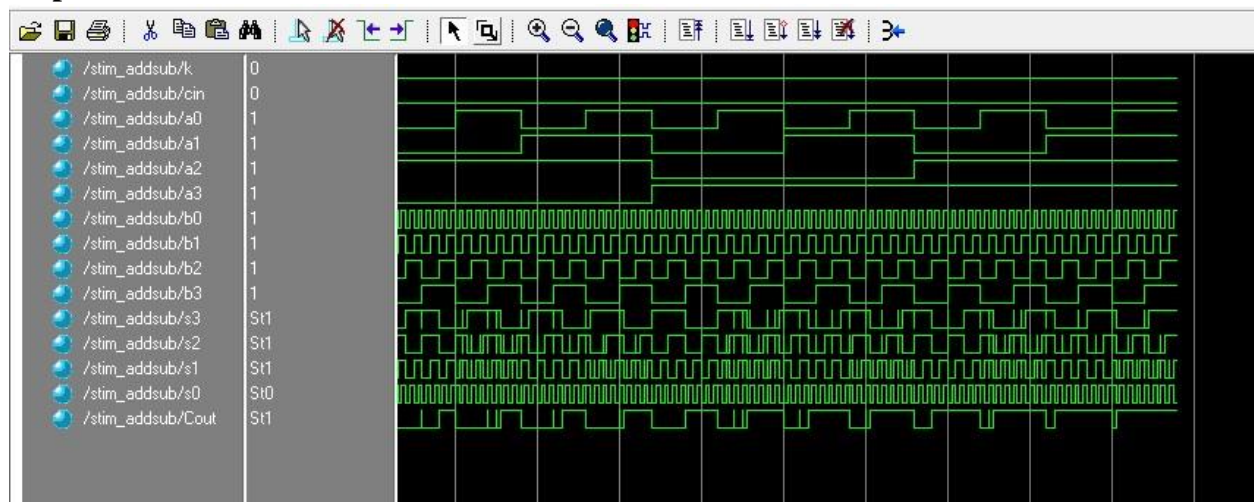 /stim_addsub/k 0
/stim_addsub/cin 0
/stim_addsub/a0 1
/stim_addsub/a1 1
/stim_addsub/a2 1
/stim_addsub/a3 1
/stim_addsub/b0 1
/stim_addsub/b1 1
/stim_addsub/b2 1
/stim_addsub/b3 1
/stim_addsub/s3 St1
/stim_addsub/s2 St1
/stim_addsub/s1 St1
/stim_addsub/s0 St0
/stim_addsub/Cout St1